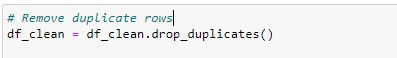 # Remove duplicate rows
df_clean = df_clean.drop_duplicates()